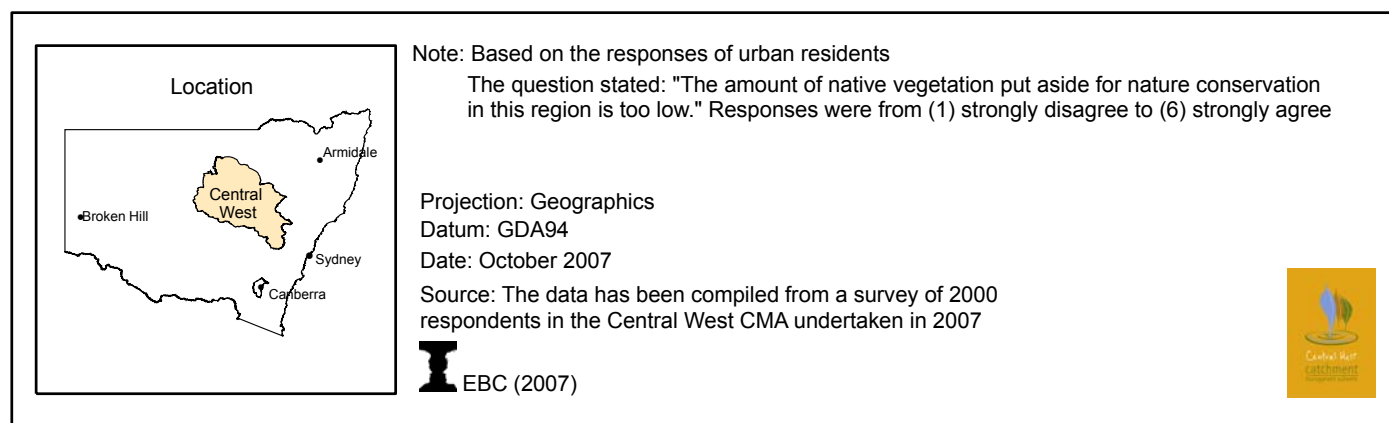 Location
Armidale
Central
West
Broken Hill
Sydney
Canberra
Note: Based on the responses of urban residents
The question stated: "The amount of native vegetation put aside for nature conservation
in this region is too low." Responses were from (1) strongly disagree to (6) strongly agree
Projection: Geographics
Datum: GDA94
Date: October 2007
Source: The data has been compiled from a survey of 2000
respondents in the Central West CMA undertaken in 2007
EBC (2007)
Central West
catchment
management authority